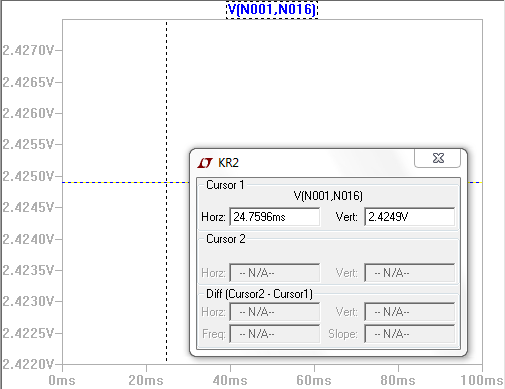 V(N001,N016)
2.4270V
2.4265V
2.4260V
2.4255V
2.4250V
2.4245V
2.4240V
2.4235V
2.4230V
2.4225V
2.4220V
0ms 20ms 40ms 60ms 80ms 100ms
KR2
Cursor 1
V(N001,N016)
Horz: 24.7596ms Vert: 2.4249V
Cursor 2
Horz: -- N/A-- Vert: -- N/A--
Diff (Cursor2 - Cursor1)
Horz: -- N/A-- Vert: -- N/A--
Freq: -- N/A-- Slope: -- N/A--